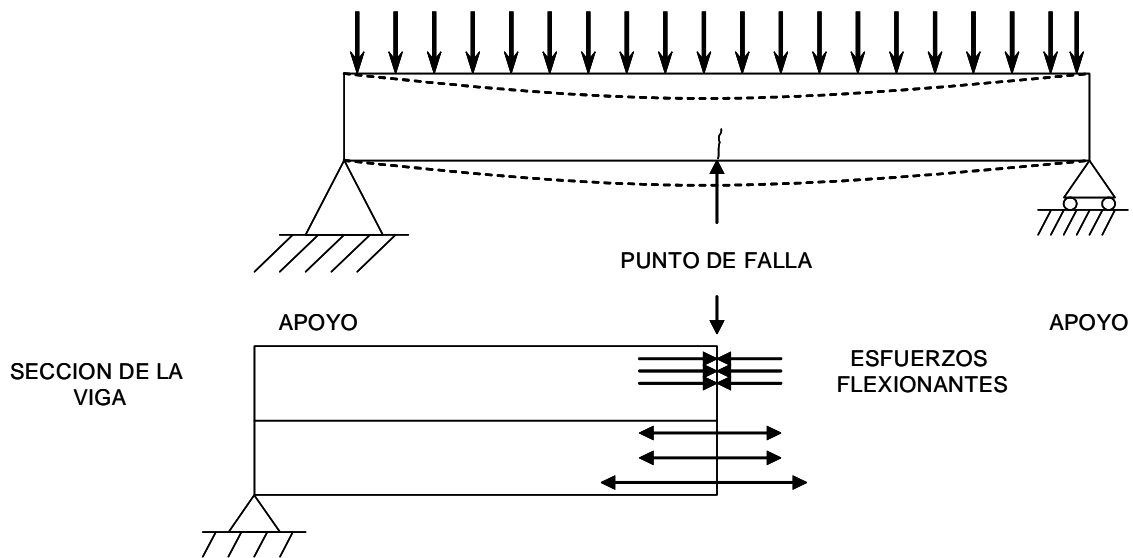 PUNTO DE FALLA
APOYO
APOYO
SECCION DE LA
VIGA
ESFUERZOS
FLEXIONANTES